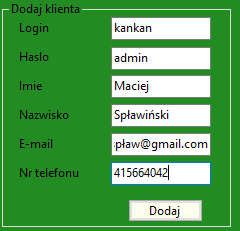 Dodaj klienta
Login kankan
Haslo admin
Imie Maciej
Nazwisko Spławiński
E-mail pław@gmail.com
Nr telefonu 415664042
Dodaj